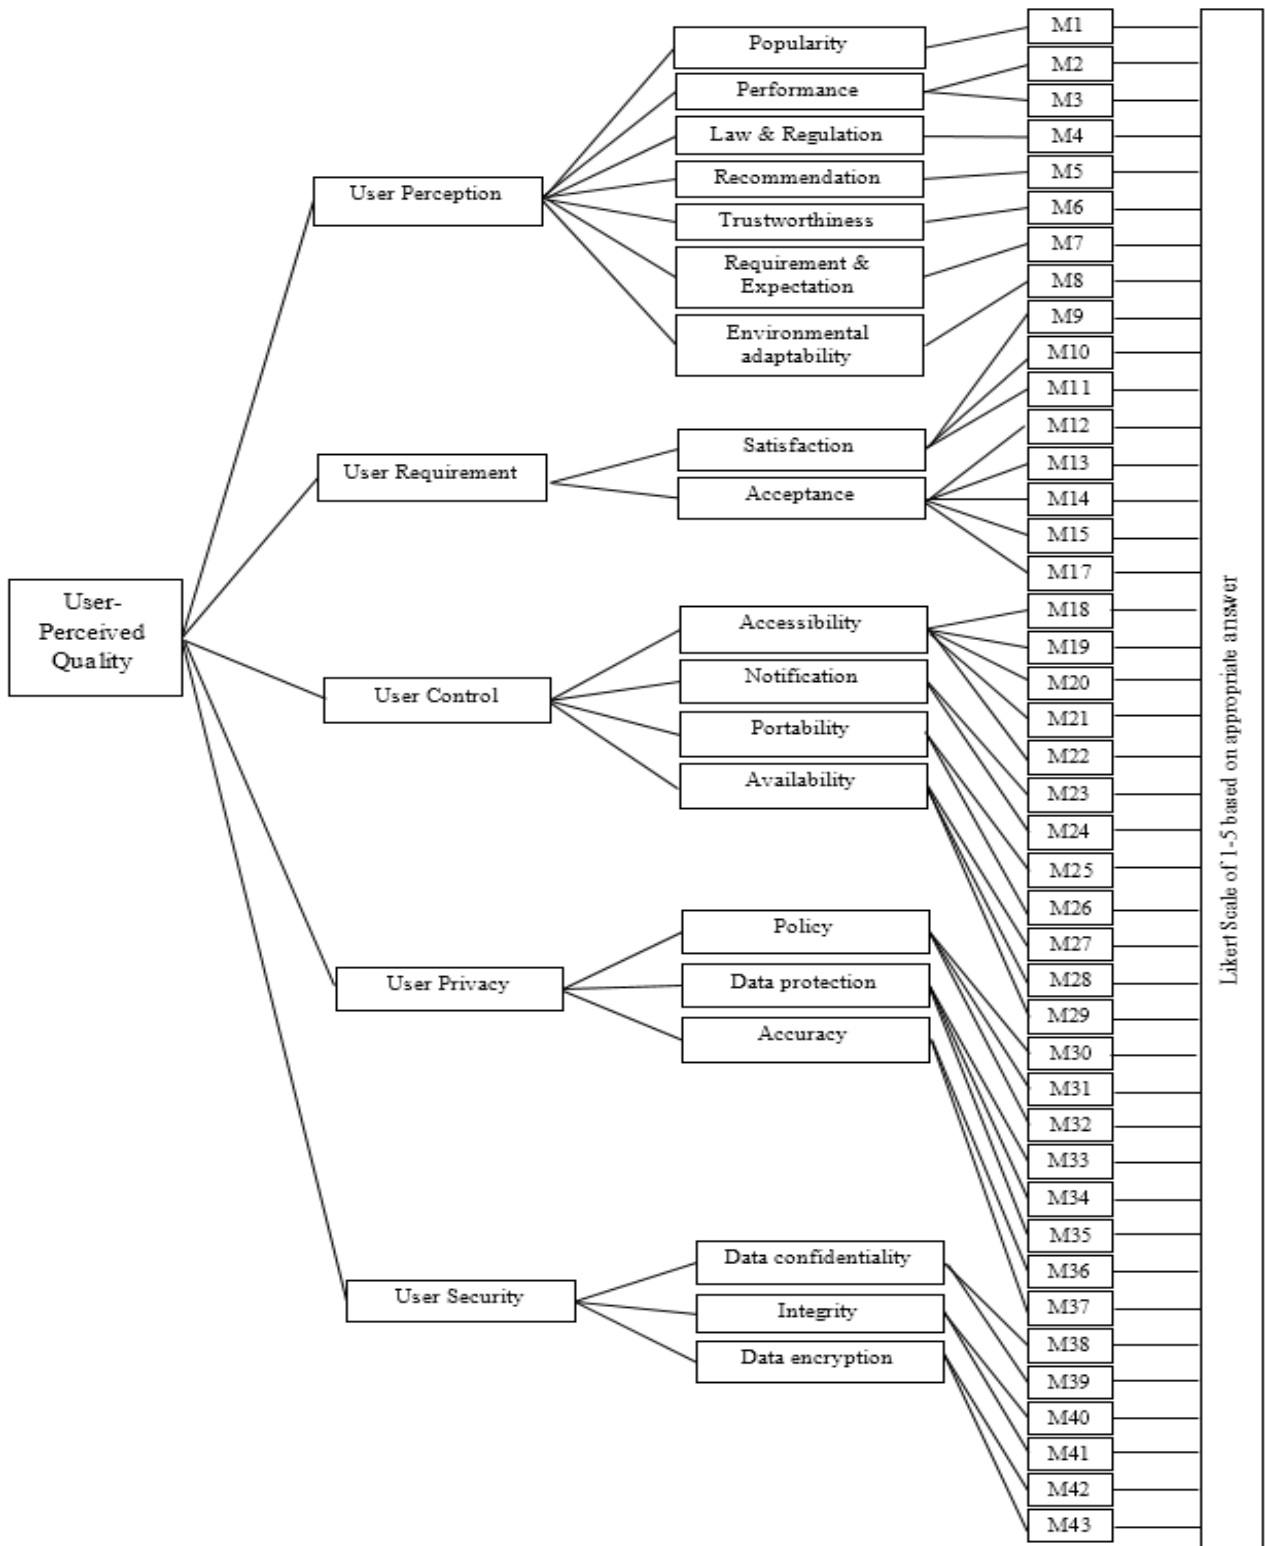 User-
Perceived
Quality
User Perception
User Requirement
User Control
User Privacy
User Security
Popularity
Performance
Law & Regulation
Recommendation
Trustworthiness
Requirement &
Expectation
Environmental
adaptability
Satisfaction
Acceptance
Accessibility
Notification
Portability
Availability
Policy
Data protection
Accuracy
Data confidentiality
Integrity
Data encryption
M1
M2
M3
M4
M5
M6
M7
M8
M9
M10
M11
M12
M13
M14
M15
M17
M18
M19
M20
M21
M22
M23
M24
M25
M26
M27
M28
M29
M30
M31
M32
M33
M34
M35
M36
M37
M38
M39
M40
M41
M42
M43
Likert Scale of 1-5 based on appropriate answer